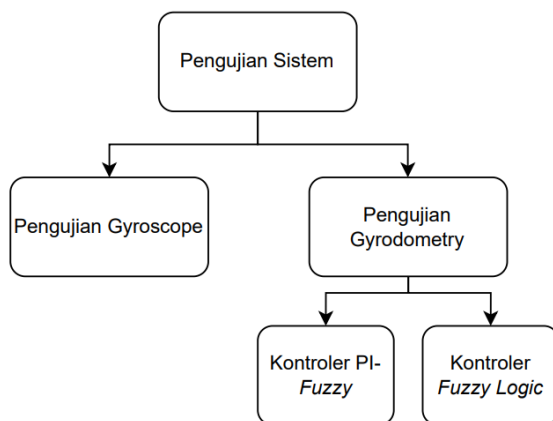 Pengujian Sistem
Pengujian Gyroscope
Pengujian
Gyrodometry
Kontroler PI-
Fuzzy
Kontroler
Fuzzy Logic